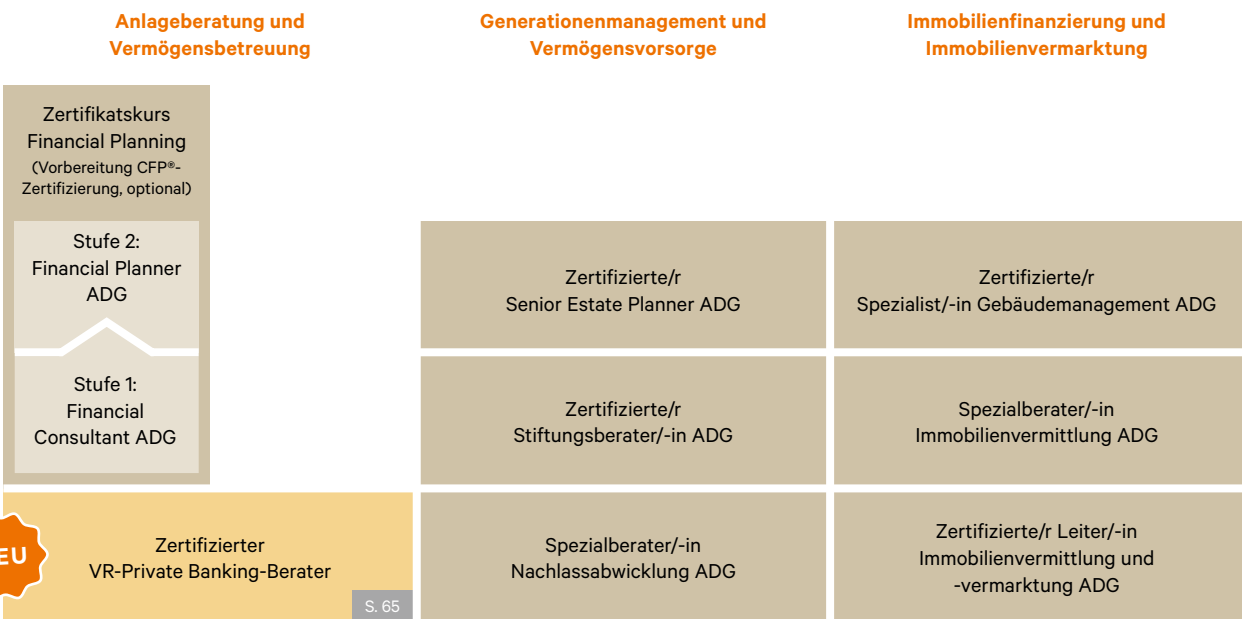 Anlageberatung und
Vermögensbetreuung
Generationenmanagement und
Vermögensvorsorge
Immobilienfinanzierung und
Immobilienvermarktung
Zertifikatskurs
Financial Planning
(Vorbereitung CFP®-
Zertifizierung, optional)
Stufe 2:
Financial Planner
ADG
Stufe 1:
Financial
Consultant ADG
EU
Zertifizierter
VR-Private Banking-Berater
S. 65
Zertifizierte/r
Senior Estate Planner ADG
Zertifizierte/r
Stiftungsberater/-in ADG
Spezialberater/-in
Nachlassabwicklung ADG
Zertifizierte/r
Spezialist/-in Gebäudemanagement ADG
Spezialberater/-in
Immobilienvermittlung ADG
Zertifizierte/r Leiter/-in
Immobilienvermittlung und
-vermarktung ADG